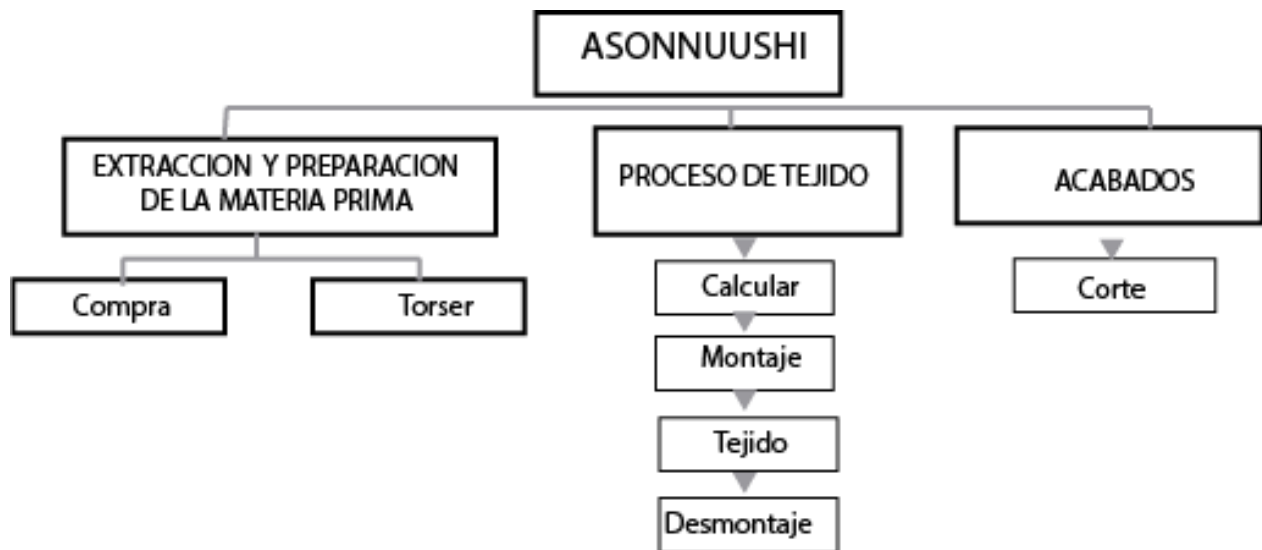 ASONNUUSHI
EXTRACCION Y PREPARACION
DE LA MATERIA PRIMA
PROCESO DE TEJIDO
ACABADOS
Compra
Torser
Calcular
Montaje
Tejido
Desmontaje
Corte